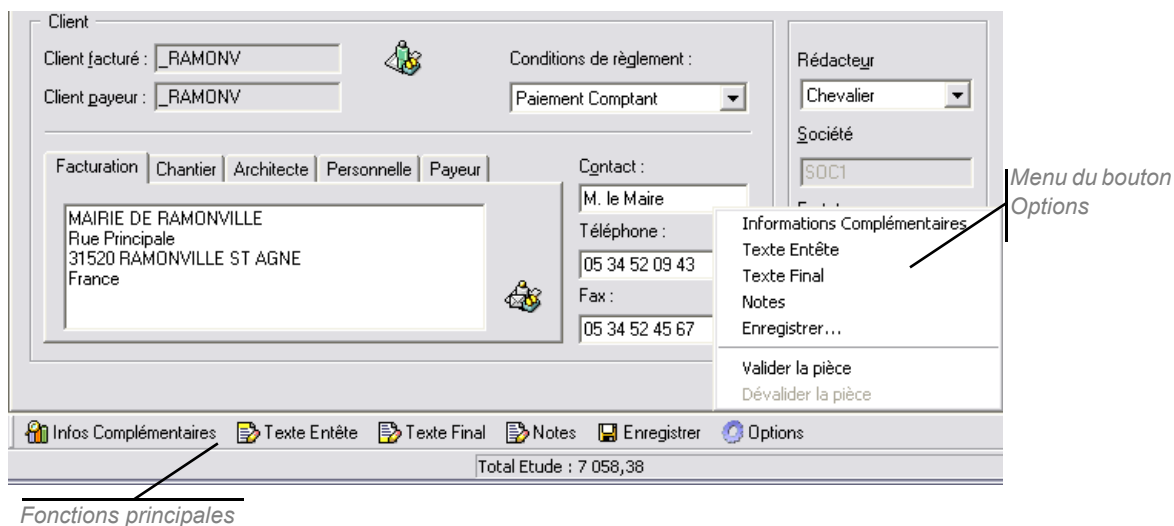 Client
Client facturé : _RAMONV
Conditions de règlement :
Rédacteur
Client payeur : _RAMONV
Paiement Comptant
Chevalier
Société
Facturation Chantier Architecte Personnelle Payeur
Contact :
SOC1
M. le Maire
MAIRIE DE RAMONVILLE
Rue Principale
31520 RAMONVILLE ST AGNE
France
Téléphone :
05 34 52 09 43
Fax :
05 34 52 45 67
Menu du bouton
Options
Informations Complémentaires
Texte Entête
Texte Final
Notes
Enregistrer...
Valider la pièce
Dévalider la pièce
Infos Complémentaires Texte Entête Texte Final Notes Enregistrer Options
Total Etude : 7 058,38
Fonctions principales